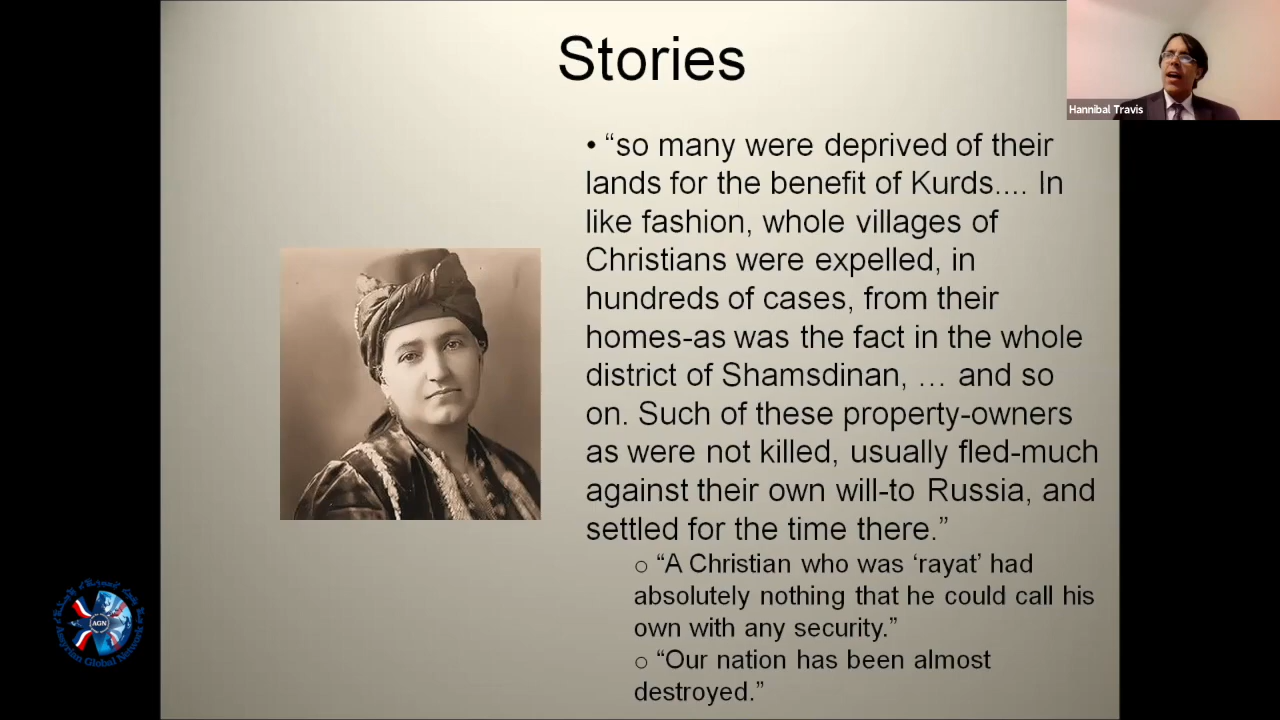 Stories
Hannibal Travis
• “so many were deprived of their
lands for the benefit of Kurds.... In
like fashion, whole villages of
Christians were expelled, in
hundreds of cases, from their
homes-as was the fact in the whole
district of Shamsdinan, … and so
on. Such of these property-owners
as were not killed, usually fled-much
against their own will-to Russia, and
settled for the time there.”
o “A Christian who was ‘rayat’ had
absolutely nothing that he could call his
own with any security.”
o “Our nation has been almost
destroyed.”
AGN
Assyrian Global Network